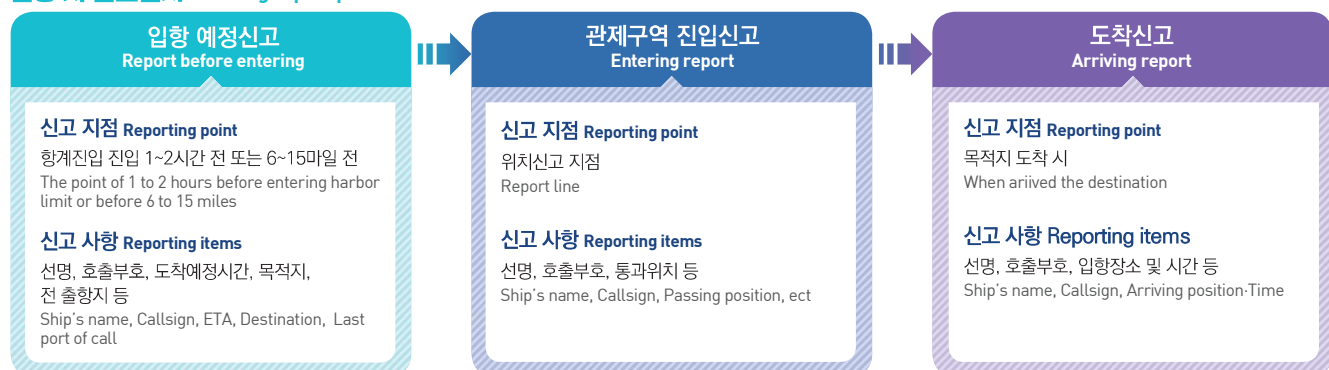 입항 예정신고
Report before entering
신고 지점 Reporting point
항계진입 진입 1~2시간 전 또는 6~15마일 전
The point of 1 to 2 hours before entering harbor
limit or before 6 to 15 miles
신고 사항 Reporting items
선명, 호출부호, 도착예정시간, 목적지,
전 출항지 등
Ship's name, Callsign, ETA, Destination, Last
port of call
관제구역 진입신고
Entering report
신고 지점 Reporting point
위치신고 지점
Report line
신고 사항 Reporting items
선명, 호출부호, 통과위치 등
Ship's name, Callsign, Passing position, ect
도착신고
Arriving report
신고 지점 Reporting point
목적지 도착 시
When ariived the destination
신고 사항 Reporting items
선명, 호출부호, 입항장소 및 시간 등
Ship's name, Callsign, Arriving position·Time